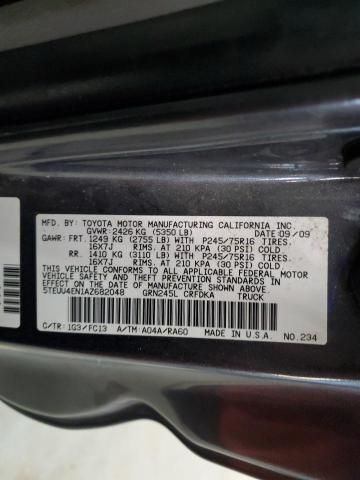 MFD. BY: TOYOTA MOTOR MANUFACTURING CALIFORNIA INC.
GVWR: 2426 KG (5350 LB) DATE: 09/09
GAWR: FRT. 1249 KG (2755 LB) WITH P245/75R16 TIRES,
16X7J RIMS, AT 210 KPA (30 PSI) COLD
RR. 1410 KG (3110 LB) WITH P245/75R16 TIRES,
16X7J RIMS, AT 210 KPA (30 PSI) COLD
THIS VEHICLE CONFORMS TO ALL APPLICABLE FEDERAL MOTOR
VEHICLE SAFETY STANDARDS IN EFFECT ON THE DATE OF
MANUFACTURE SHOWN ABOVE.
5TEUU4EN1AZ682048 GRN245L CRFDKA TRUCK
C/TR: 1G3/FC13 A/TM: A04A/RA60 MADE IN U.S.A. NO. 234